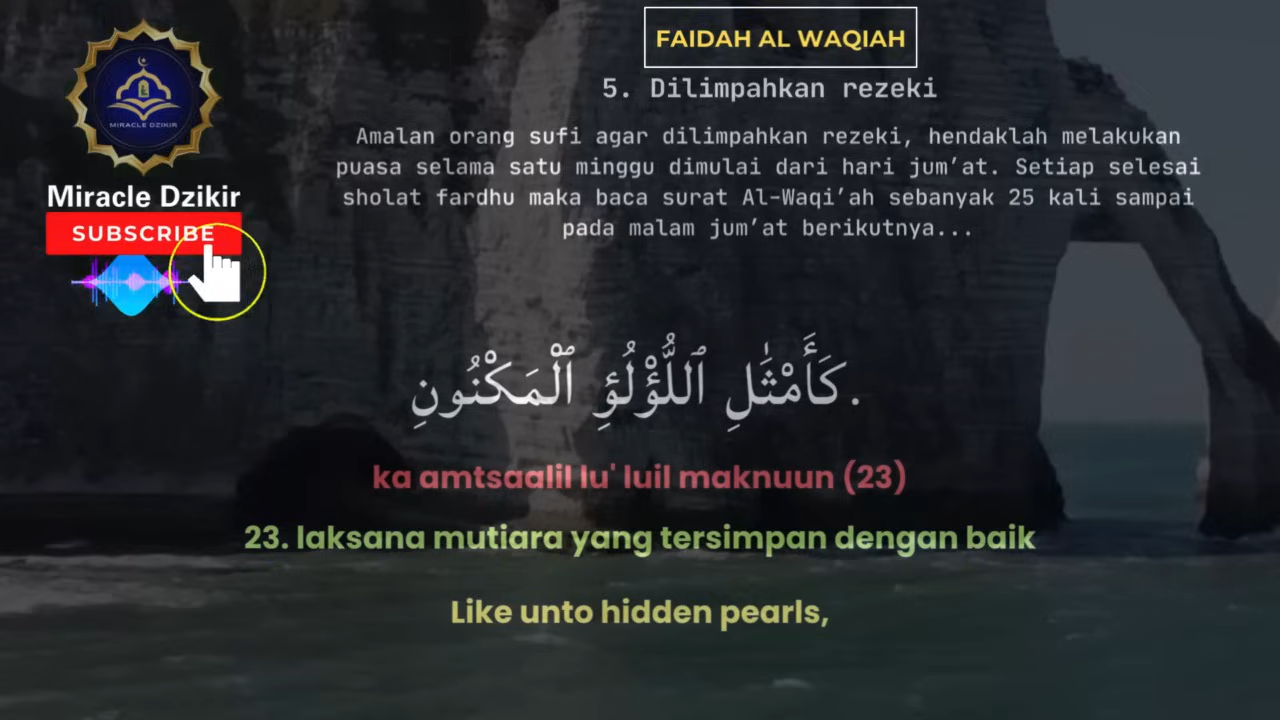 FAIDAH AL WAQIAH
5. Dilimpahkan rezeki
Amalan orang sufi agar dilimpahkan rezeki, hendaklah melakukan
puasa selama satu minggu dimulai dari hari jum’at. Setiap selesai
sholat fardhu maka baca surat Al-Waqi’ah sebanyak 25 kali sampai
pada malam jum’at berikutnya...
MIRACLE DZIKIR
Miracle Dzikir
SUBSCRIBE
كَأَمْثَٰلِ ٱللُّؤْلُؤِ ٱلْمَكْنُونِ.
ka amtsaalil lu' luil maknuun (23)
23. laksana mutiara yang tersimpan dengan baik
Like unto hidden pearls,